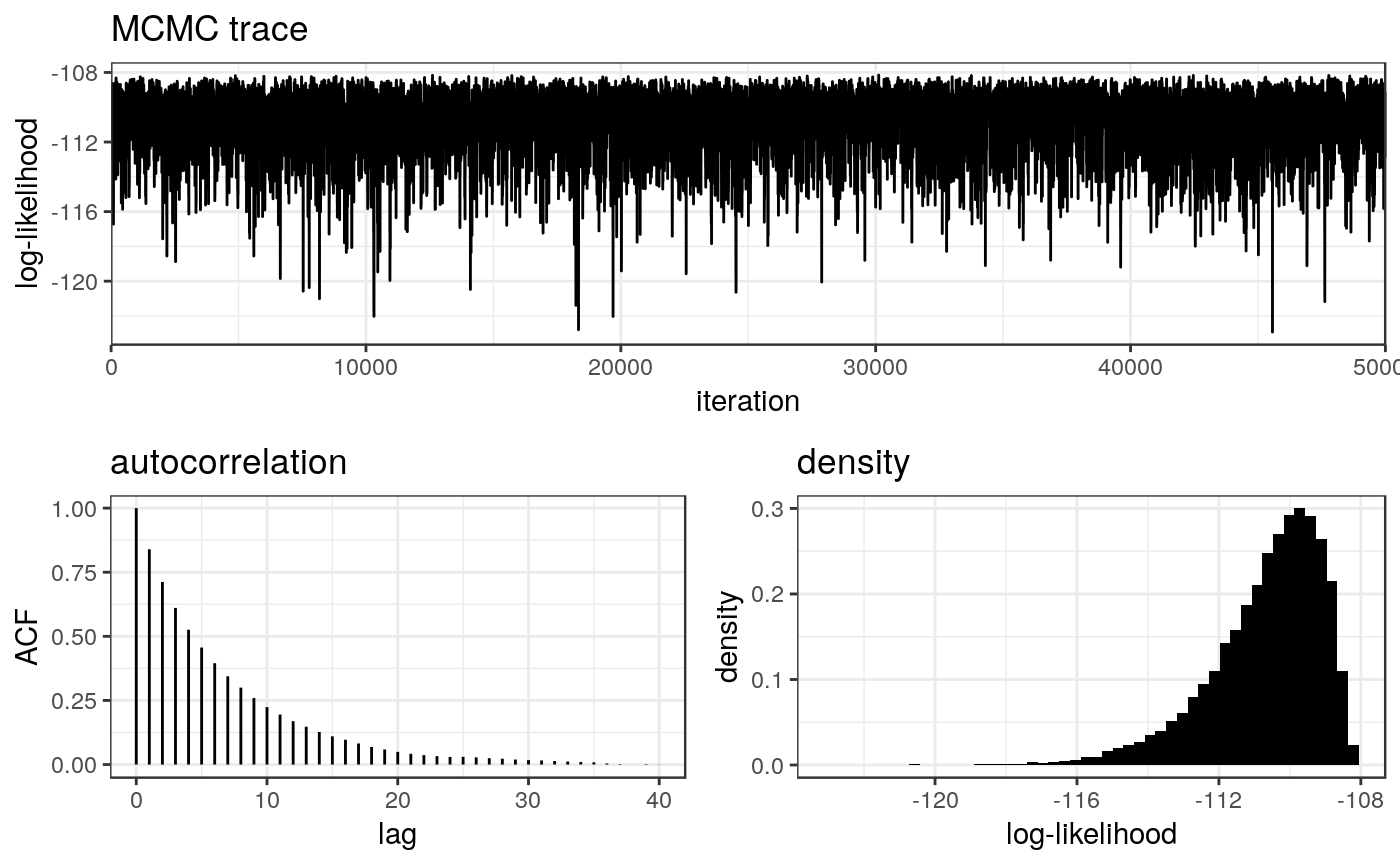 MCMC trace
-108
-112
-116
-120
log-likelihood
0 10000 20000 30000 40000 5000
iteration
autocorrelation
1.00
0.75
0.50
0.25
0.00
ACF
0 10 20 30 40
lag
density
0.3
0.2
0.1
0.0
density
-120 -116 -112 -108
log-likelihood